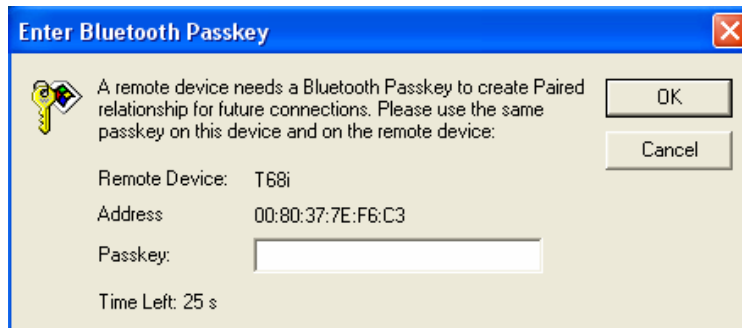 Enter Bluetooth Passkey
A remote device needs a Bluetooth Passkey to create Paired
relationship for future connections. Please use the same
passkey on this device and on the remote device:
OK
Cancel
Remote Device: T68i
Address 00:80:37:7E:F6:C3
Passkey:
Time Left: 25 s